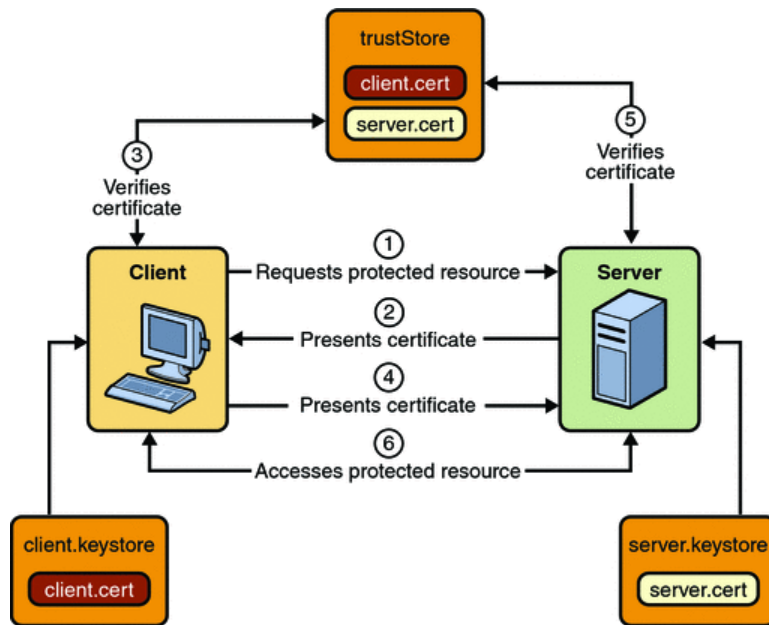 trustStore
client.cert
server.cert
3
Verifies
certificate
5
Verifies
certificate
Client
Server
1
Requests protected resource
2
Presents certificate
4
Presents certificate
6
Accesses protected resource
client.keystore
client.cert
server.keystore
server.cert